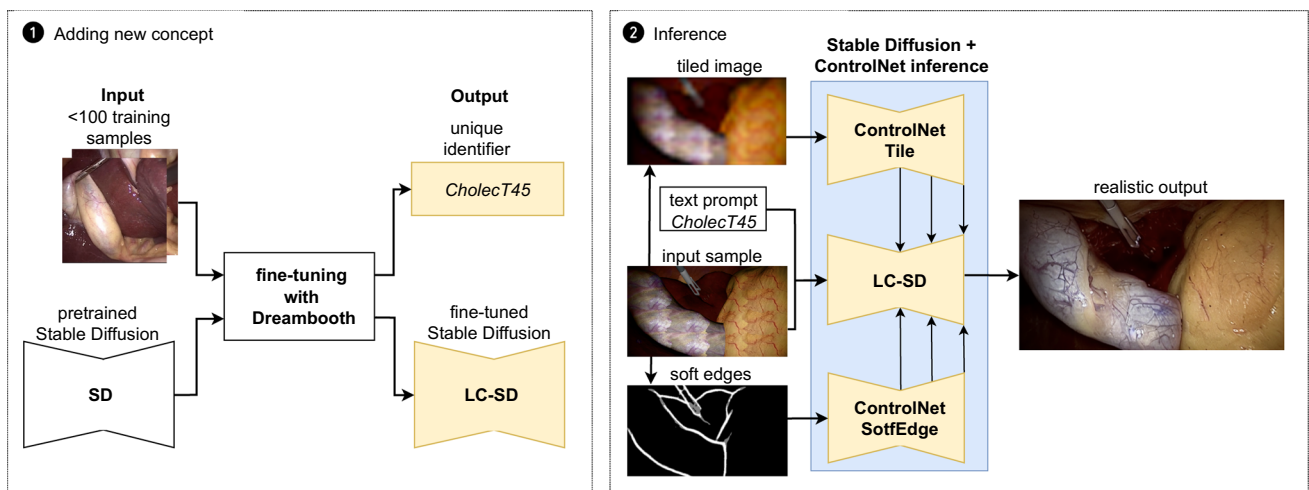 1 Adding new concept
Input
<100 training
samples
Output
unique
identifier
CholecT45
fine-tuning
with
Dreambooth
pretrained
Stable Diffusion
SD
fine-tuned
Stable Diffusion
LC-SD
2 Inference
Stable Diffusion +
ControlNet inference
tiled image
ControlNet
Tile
text prompt
CholecT45
input sample
LC-SD
realistic output
soft edges
ControlNet
SotfEdge